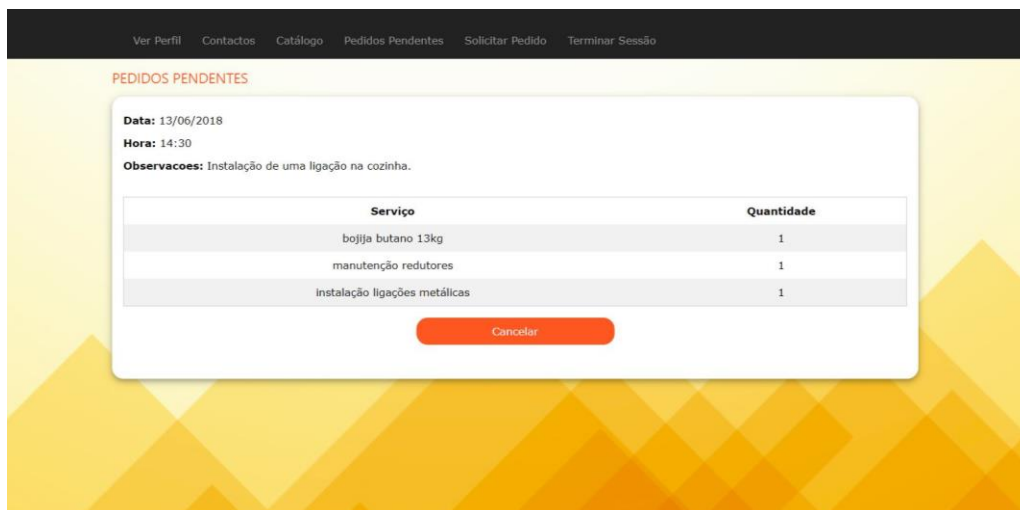 Ver Perfil Contactos Catálogo Pedidos Pendentes Solicitar Pedido Terminar Sessão
PEDIDOS PENDENTES
Data: 13/06/2018
Hora: 14:30
Observacoes: Instalação de uma ligação na cozinha.
Serviço Quantidade
bojija butano 13kg 1
manutenção redutores 1
instalação ligações metálicas 1
Cancelar